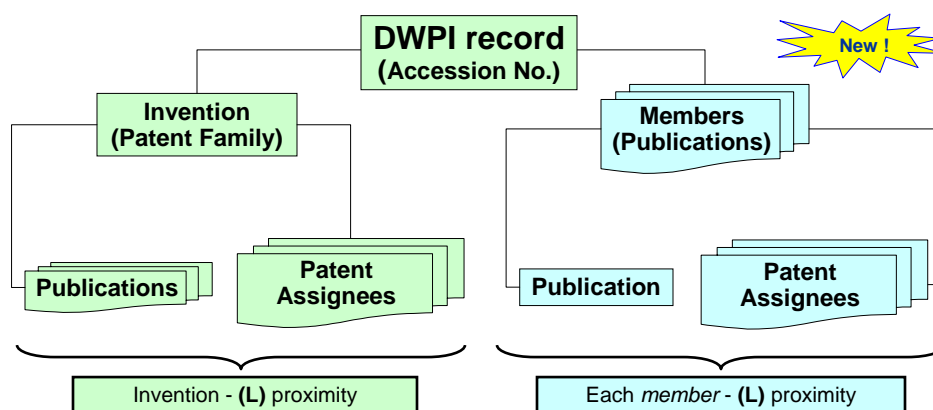 DWPI record
(Accession No.)
New !
Invention
(Patent Family)
Members
(Publications)
Publications
Patent
Assignees
Publication
Patent
Assignees
Invention - (L) proximity
Each member - (L) proximity